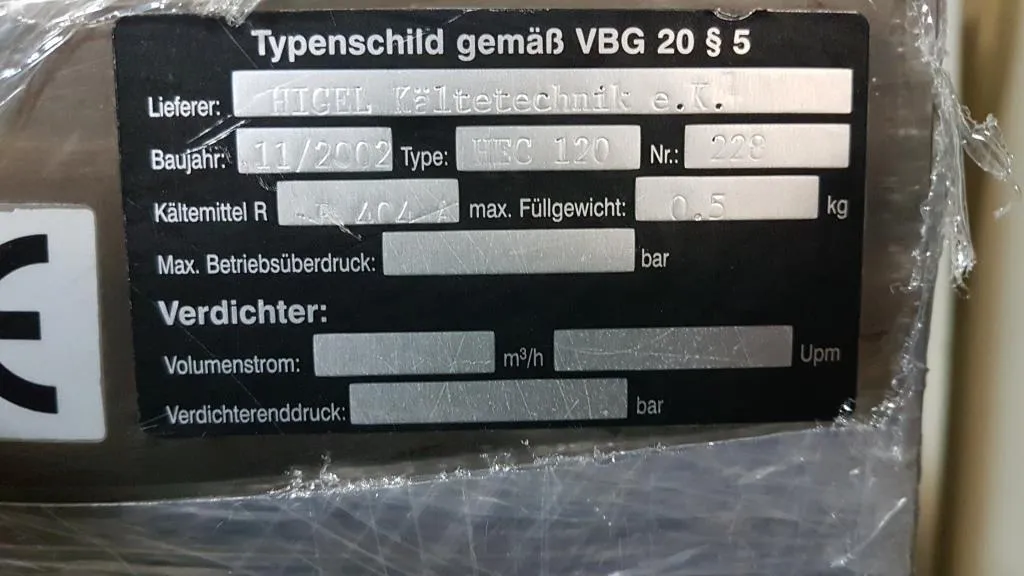 Typenschild gemäß VBG 20 § 5
Lieferer: HIGEL Kältetechnik e.K.
Baujahr: 11/2002 Type: HEC 120 Nr.: 228
Kältemittel R R 404 A max. Füllgewicht: 0.5 kg
Max. Betriebsüberdruck: bar
Verdichter:
Volumenstrom: m³/h Upm
Verdichterenddruck: bar
CE